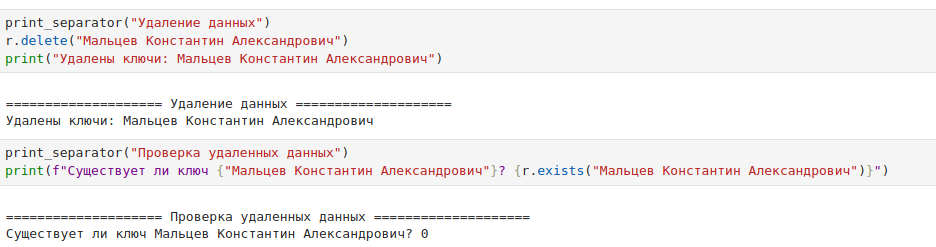 print_separator("Удаление данных")
r.delete("Мальцев Константин Александрович")
print("Удалены ключи: Мальцев Константин Александрович")
==================== Удаление данных ====================
Удалены ключи: Мальцев Константин Александрович
print_separator("Проверка удаленных данных")
print(f"Существует ли ключ {"Мальцев Константин Александрович"}? {r.exists("Мальцев Константин Александрович")}")
==================== Проверка удаленных данных ====================
Существует ли ключ Мальцев Константин Александрович? 0